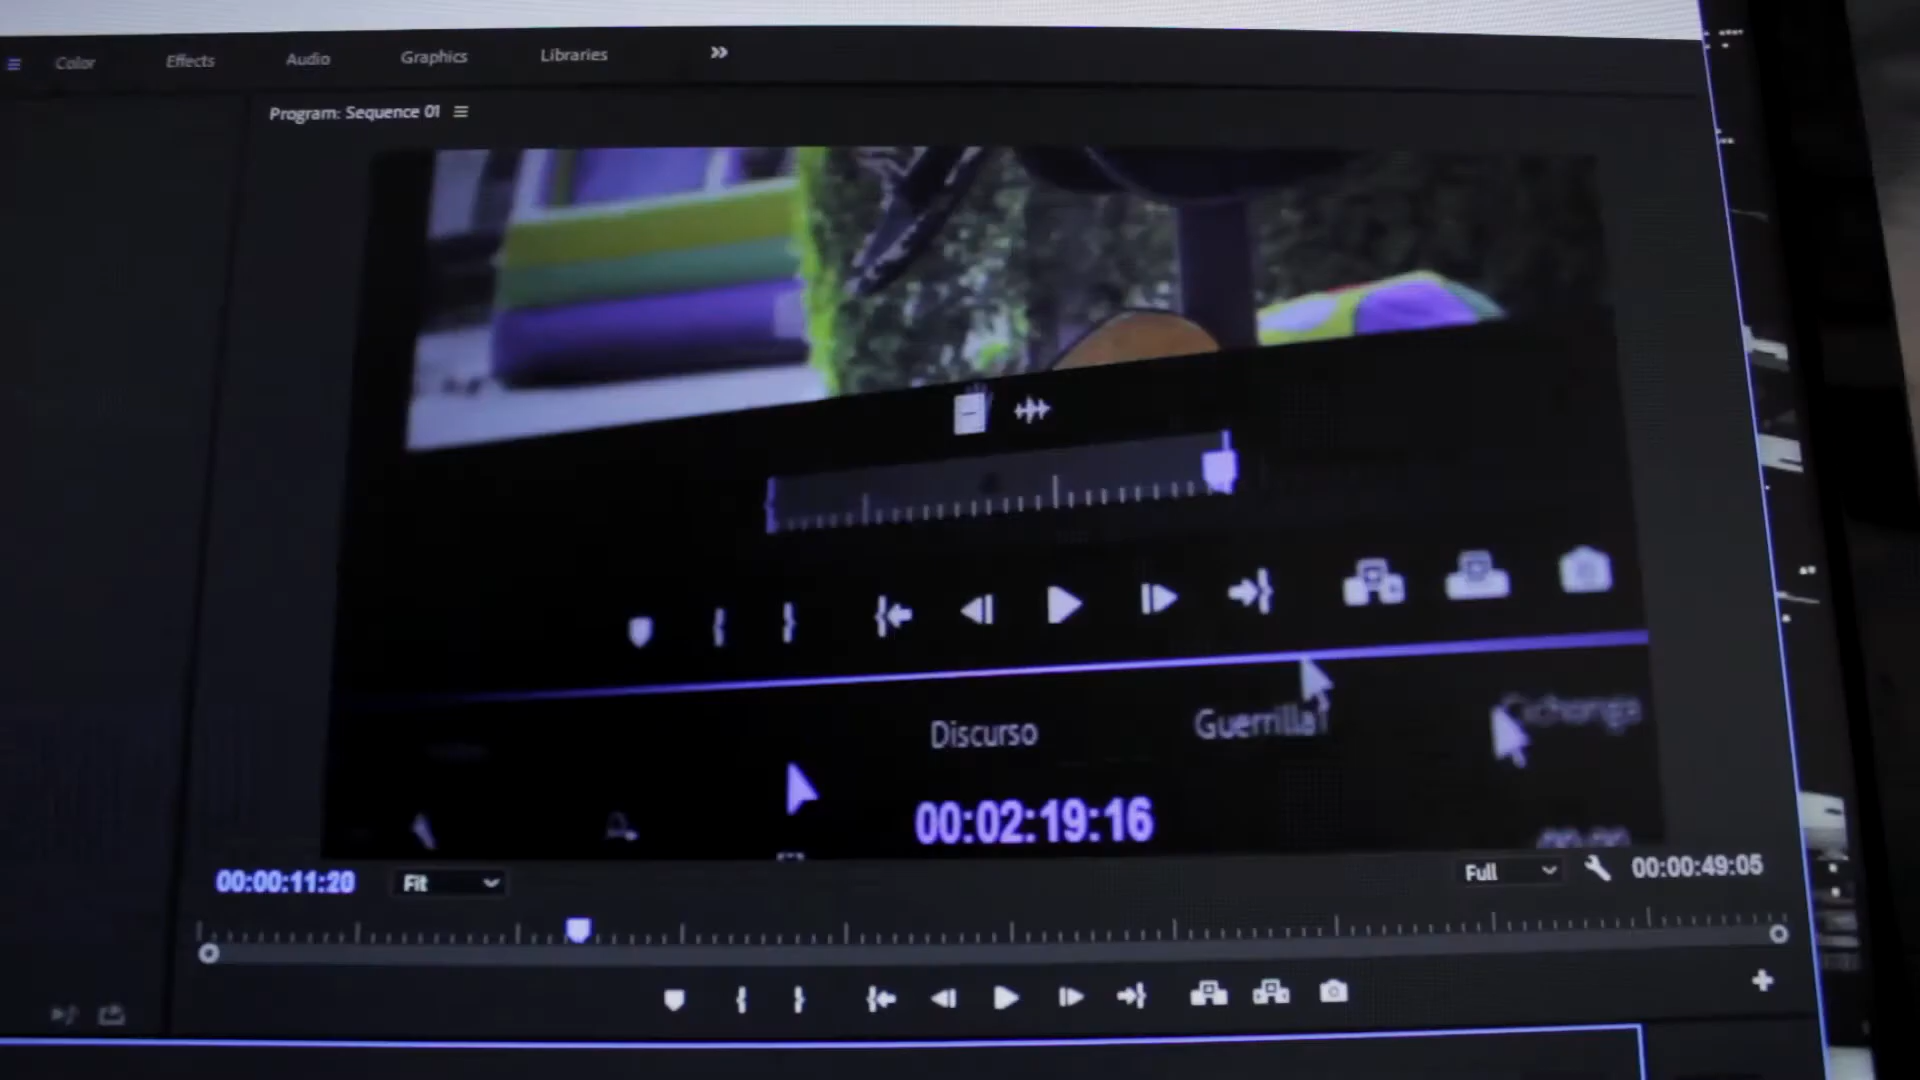 Color Effects Audio Graphics Libraries
Program: Sequence 01
Discurso Guerrilla1
00:02:19:16
00:00:11:20 Fit Full 00:00:49:05